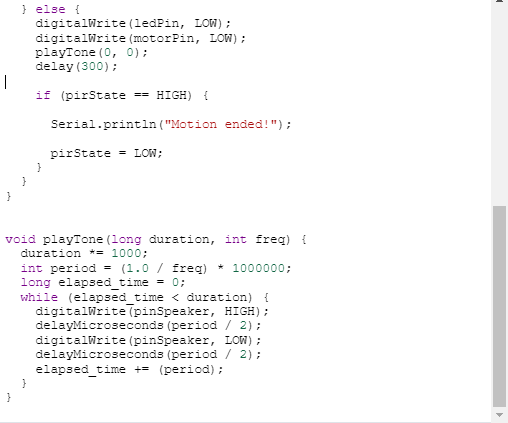 } else {
digitalWrite(ledPin, LOW);
digitalWrite(motorPin, LOW);
playTone(0, 0);
delay(300);
if (pirState == HIGH) {
Serial.println("Motion ended!");
pirState = LOW;
}
}
}
void playTone(long duration, int freq) {
duration *= 1000;
int period = (1.0 / freq) * 1000000;
long elapsed_time = 0;
while (elapsed_time < duration) {
digitalWrite(pinSpeaker, HIGH);
delayMicroseconds(period / 2);
digitalWrite(pinSpeaker, LOW);
delayMicroseconds(period / 2);
elapsed_time += (period);
}
}